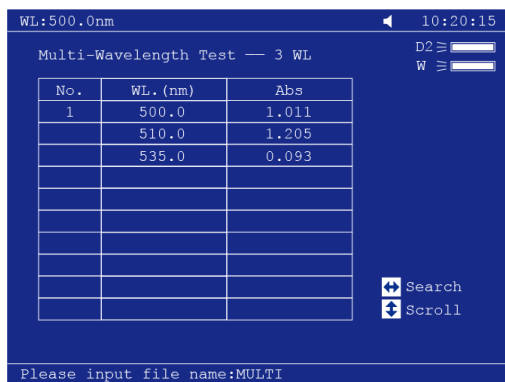 WL:500.0nm 10:20:15
Multi-Wavelength Test — 3 WL
D2
W
No. WL.(nm) Abs
1 500.0 1.011
510.0 1.205
535.0 0.093
Search
Scroll
Please input file name:MULTI